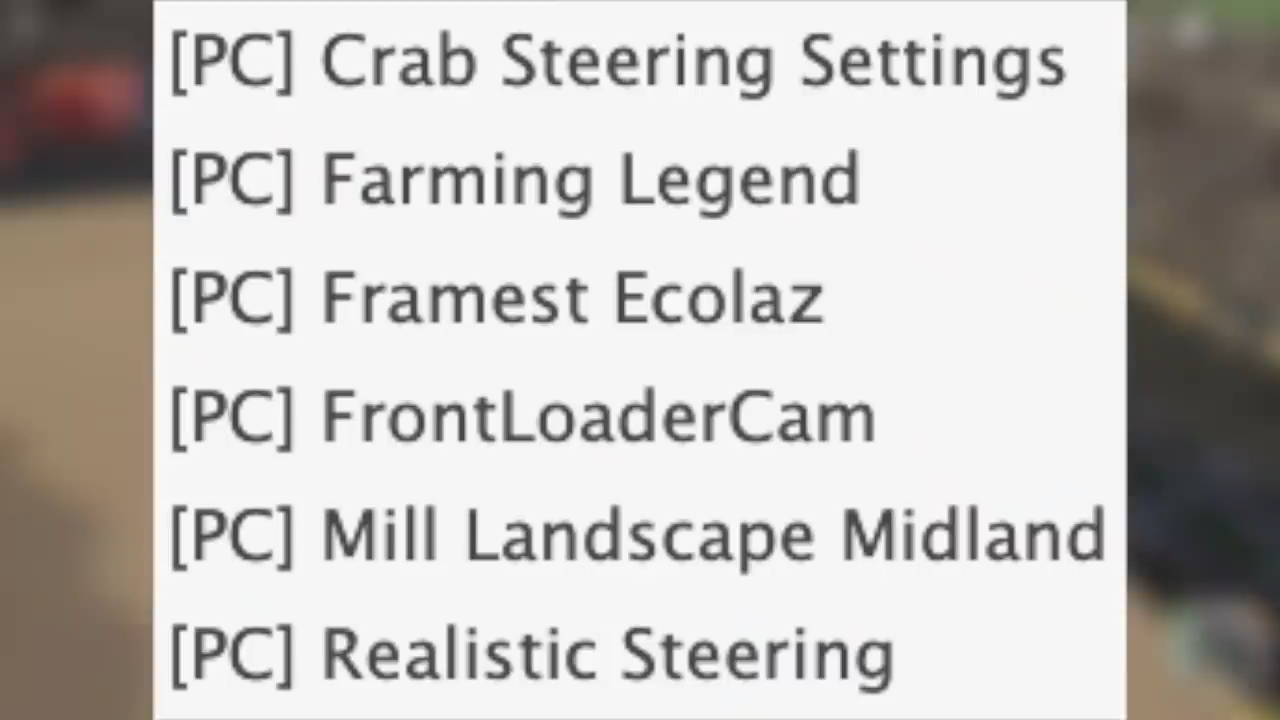 [PC] Crab Steering Settings
[PC] Farming Legend
[PC] Framest Ecolaz
[PC] FrontLoaderCam
[PC] Mill Landscape Midland
[PC] Realistic Steering